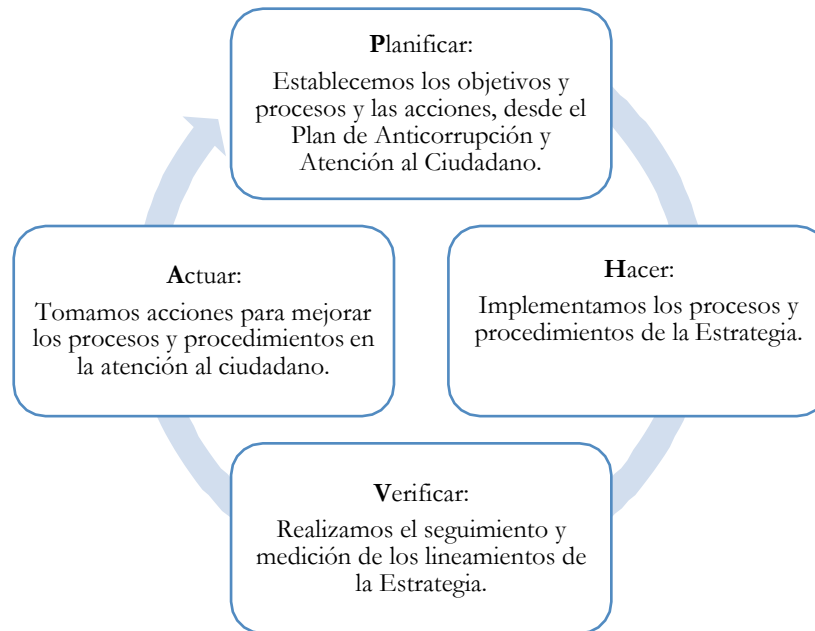 Planificar:
Establecemos los objetivos y
procesos y las acciones, desde el
Plan de Anticorrupción y
Atención al Ciudadano.
Hacer:
Implementamos los procesos y
procedimientos de la Estrategia.
Verificar:
Realizamos el seguimiento y
medición de los lineamientos de
la Estrategia.
Actuar:
Tomamos acciones para mejorar
los procesos y procedimientos en
la atención al ciudadano.